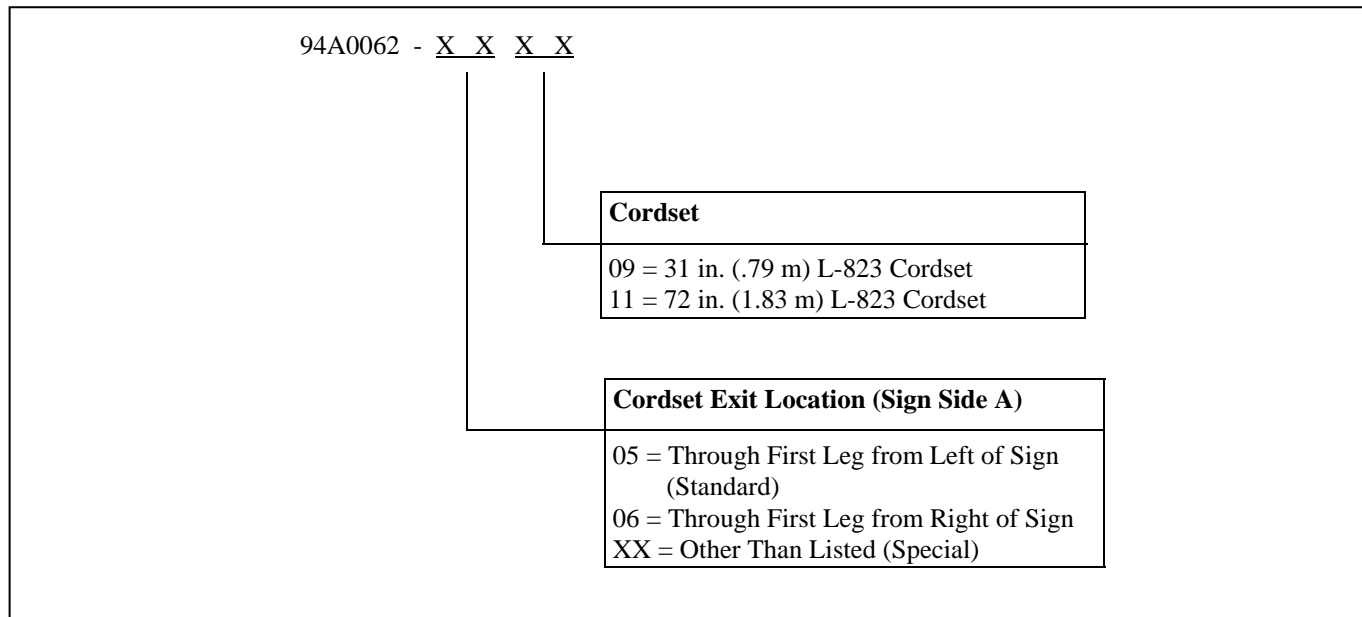 94A0062 - X X X X
Cordset
09 = 31 in. (.79 m) L-823 Cordset
11 = 72 in. (1.83 m) L-823 Cordset
Cordset Exit Location (Sign Side A)
05 = Through First Leg from Left of Sign
(Standard)
06 = Through First Leg from Right of Sign
XX = Other Than Listed (Special)